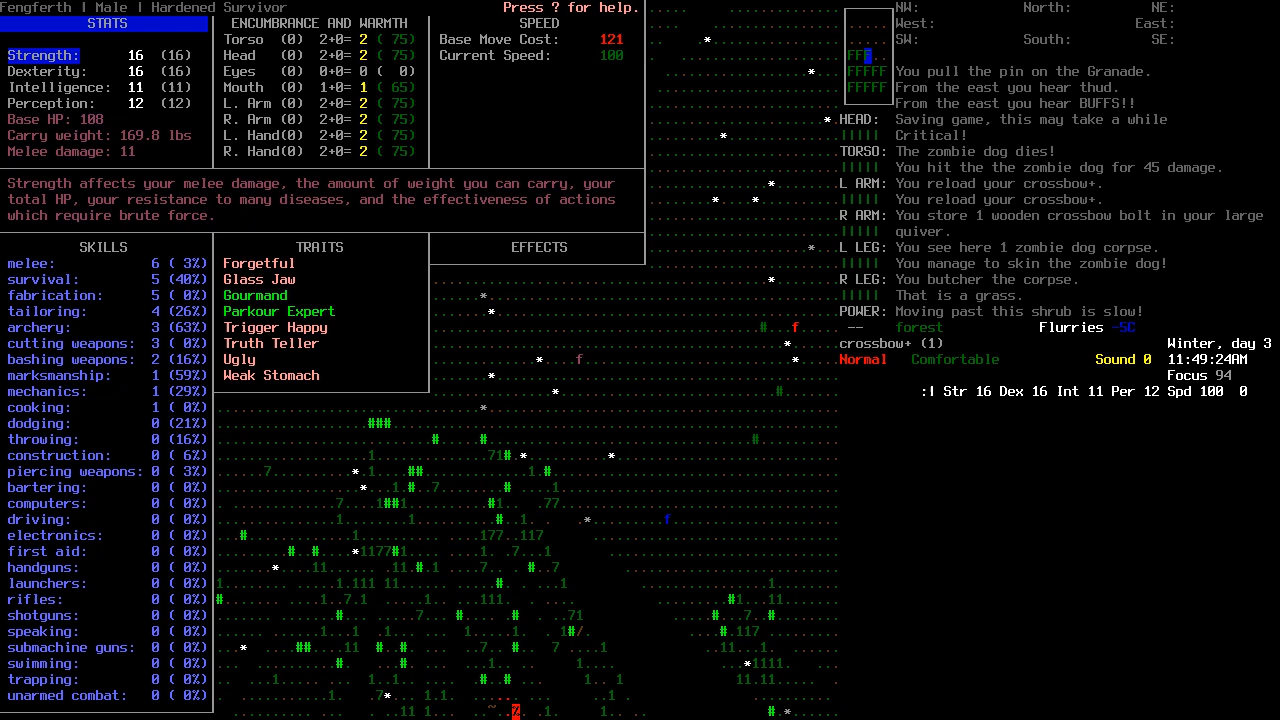 Fengferth | Male | Hardened Survivor
Press ? for help.
STATS
Strength: 16 (16)
Dexterity: 16 (16)
Intelligence: 11 (11)
Perception: 12 (12)
Base HP: 108
Carry weight: 169.8 lbs
Melee damage: 11
ENCUMBRANCE AND WARMTH
Torso (0) 2+0= 2 ( 75)
Head (0) 2+0= 2 ( 75)
Eyes (0) 0+0= 0 ( 0)
Mouth (0) 1+0= 1 ( 65)
L. Arm (0) 2+0= 2 ( 75)
R. Arm (0) 2+0= 2 ( 75)
L. Hand(0) 2+0= 2 ( 75)
R. Hand(0) 2+0= 2 ( 75)
SPEED
Base Move Cost: 121
Current Speed: 100
Strength affects your melee damage, the amount of weight you can carry, your
total HP, your resistance to many diseases, and the effectiveness of actions
which require brute force.
SKILLS
melee: 6 ( 3%)
survival: 5 (40%)
fabrication: 5 ( 0%)
tailoring: 4 (26%)
archery: 3 (63%)
cutting weapons: 3 ( 0%)
bashing weapons: 2 (16%)
marksmanship: 1 (59%)
mechanics: 1 (29%)
cooking: 1 ( 0%)
dodging: 0 (21%)
throwing: 0 (16%)
construction: 0 ( 6%)
piercing weapons: 0 ( 3%)
bartering: 0 ( 0%)
computers: 0 ( 0%)
driving: 0 ( 0%)
electronics: 0 ( 0%)
first aid: 0 ( 0%)
handguns: 0 ( 0%)
launchers: 0 ( 0%)
rifles: 0 ( 0%)
shotguns: 0 ( 0%)
speaking: 0 ( 0%)
submachine guns: 0 ( 0%)
swimming: 0 ( 0%)
trapping: 0 ( 0%)
unarmed combat: 0 ( 0%)
TRAITS
Forgetful
Glass Jaw
Gourmand
Parkour Expert
Trigger Happy
Truth Teller
Ugly
Weak Stomach
EFFECTS
NW: North: NE:
West: East:
SW: South: SE:
FFF
FFFFF
FFFFF
You pull the pin on the Granade.
From the east you hear thud.
From the east you hear BUFFS!!
HEAD: Saving game, this may take a while
Critical!
TORSO: The zombie dog dies!
You hit the the zombie dog for 45 damage.
L ARM: You reload your crossbow+.
You reload your crossbow+.
R ARM: You store 1 wooden crossbow bolt in your large
quiver.
L LEG: You see here 1 zombie dog corpse.
You manage to skin the zombie dog!
R LEG: You butcher the corpse.
That is a grass.
POWER: Moving past this shrub is slow!
-- forest Flurries -5C
crossbow+ (1) Winter, day 3
Normal Comfortable Sound 0 11:49:24AM
Focus 94
:| Str 16 Dex 16 Int 11 Per 12 Spd 100 0